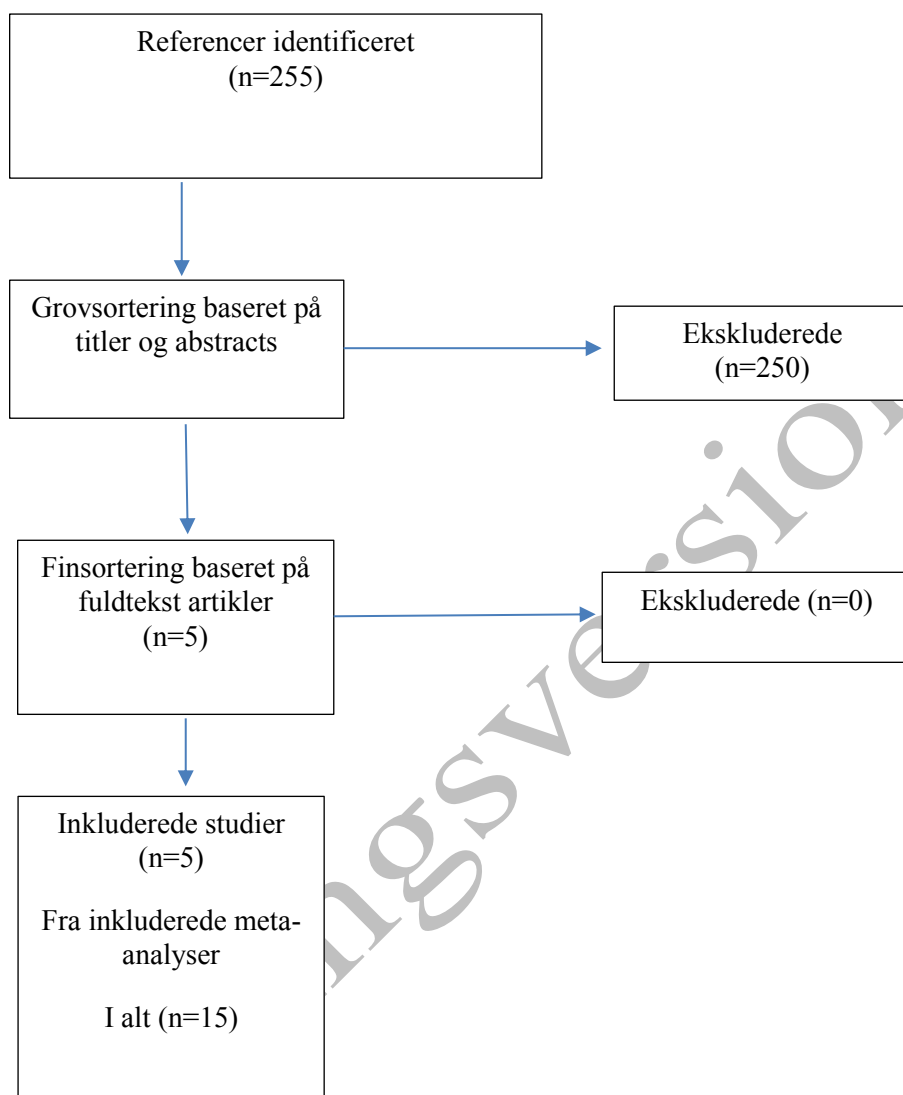 Referencer identificeret
(n=255)
Grovsortering baseret på
titler og abstracts
Ekskluderede
(n=250)
Finsortering baseret på
fuldtekst artikler
(n=5)
Ekskluderede (n=0)
Inkluderede studier
(n=5)
Fra inkluderede meta-
analyser
I alt (n=15)
ngsversion